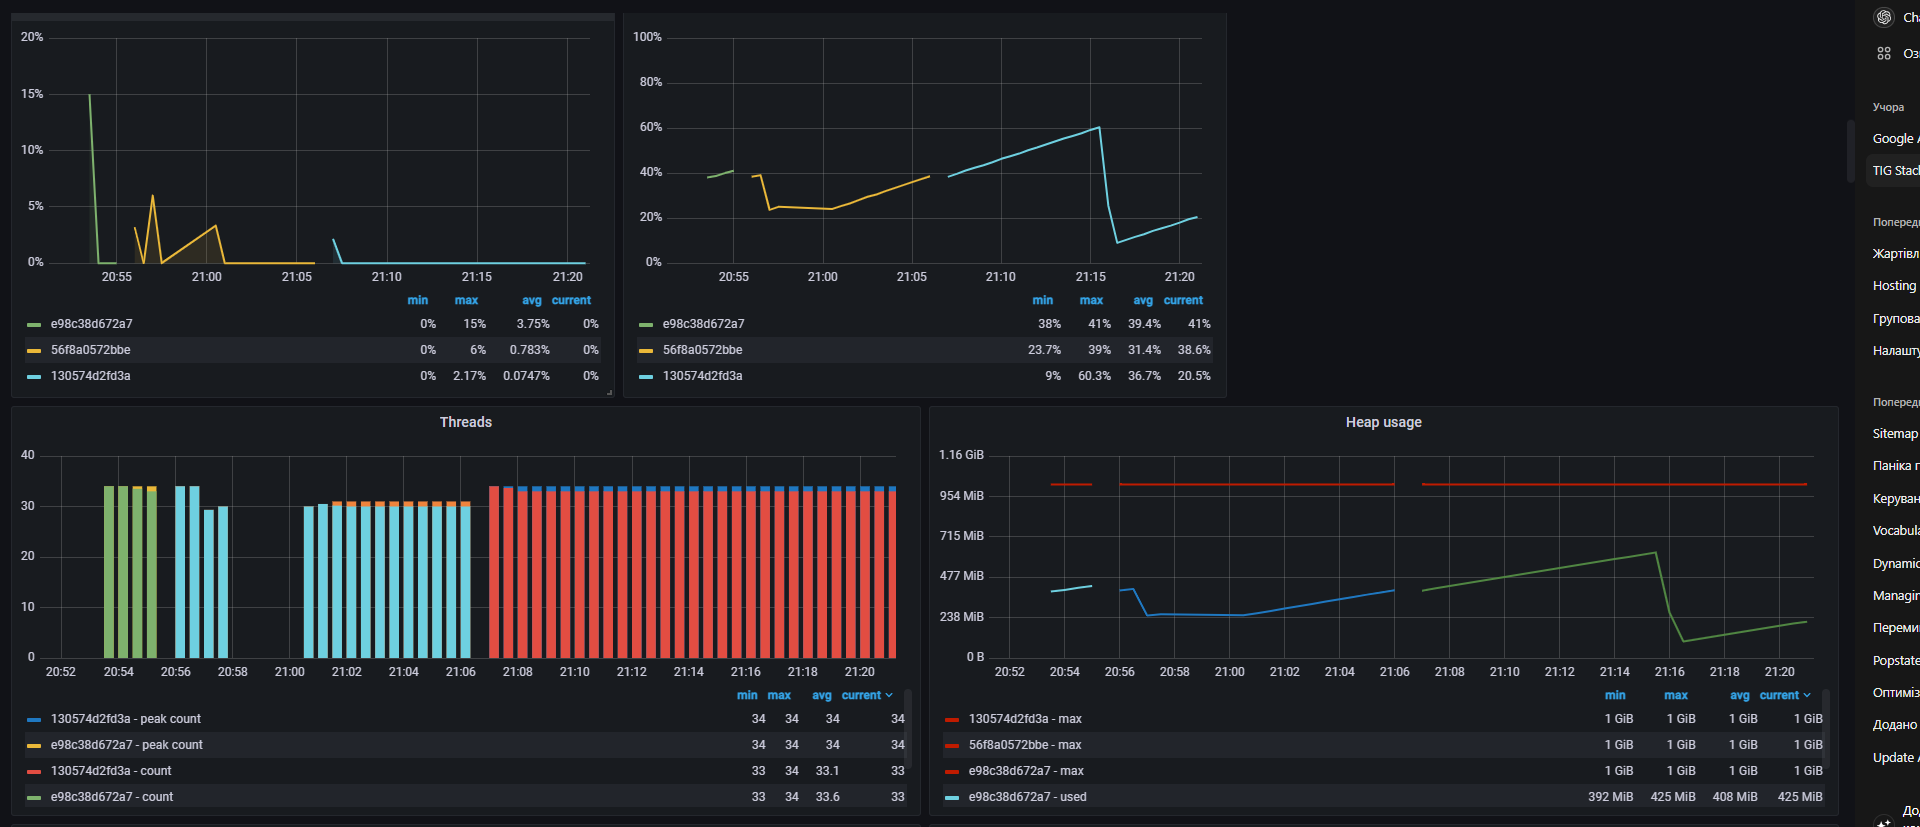 20%
15%
10%
5%
0%
20:55
21:00
21:05
21:10
21:15
21:20
min max avg current
e98c38d672a7 0% 15% 3.75% 0%
56f8a0572bbe 0% 6% 0.783% 0%
130574d2fd3a 0% 2.17% 0.0747% 0%
100%
80%
60%
40%
20%
0%
20:55
21:00
21:05
21:10
21:15
21:20
min max avg current
e98c38d672a7 38% 41% 39.4% 41%
56f8a0572bbe 23.7% 39% 31.4% 38.6%
130574d2fd3a 9% 60.3% 36.7% 20.5%
Threads
40
30
20
10
0
20:52
20:54
20:56
20:58
21:00
21:02
21:04
21:06
21:08
21:10
21:12
21:14
21:16
21:18
21:20
min max avg current
130574d2fd3a - peak count 34 34 34 34
e98c38d672a7 - peak count 34 34 34 34
130574d2fd3a - count 33 34 33.1 33
e98c38d672a7 - count 33 34 33.6 33
Heap usage
1.16 GiB
954 MiB
715 MiB
477 MiB
238 MiB
0 B
20:52
20:54
20:56
20:58
21:00
21:02
21:04
21:06
21:08
21:10
21:12
21:14
21:16
21:18
21:20
min max avg current
130574d2fd3a - max 1 GiB 1 GiB 1 GiB 1 GiB
56f8a0572bbe - max 1 GiB 1 GiB 1 GiB 1 GiB
e98c38d672a7 - max 1 GiB 1 GiB 1 GiB 1 GiB
e98c38d672a7 - used 392 MiB 425 MiB 408 MiB 425 MiB
Учора
Google
TIG Stac
Поперед
Жартівл
Hosting
Групова
Налашту
Поперед
Sitemap
Паніка
Керуван
Vocabula
Dynamic
Managin
Переми
Popstate
Оптиміз
Додано
Update
До